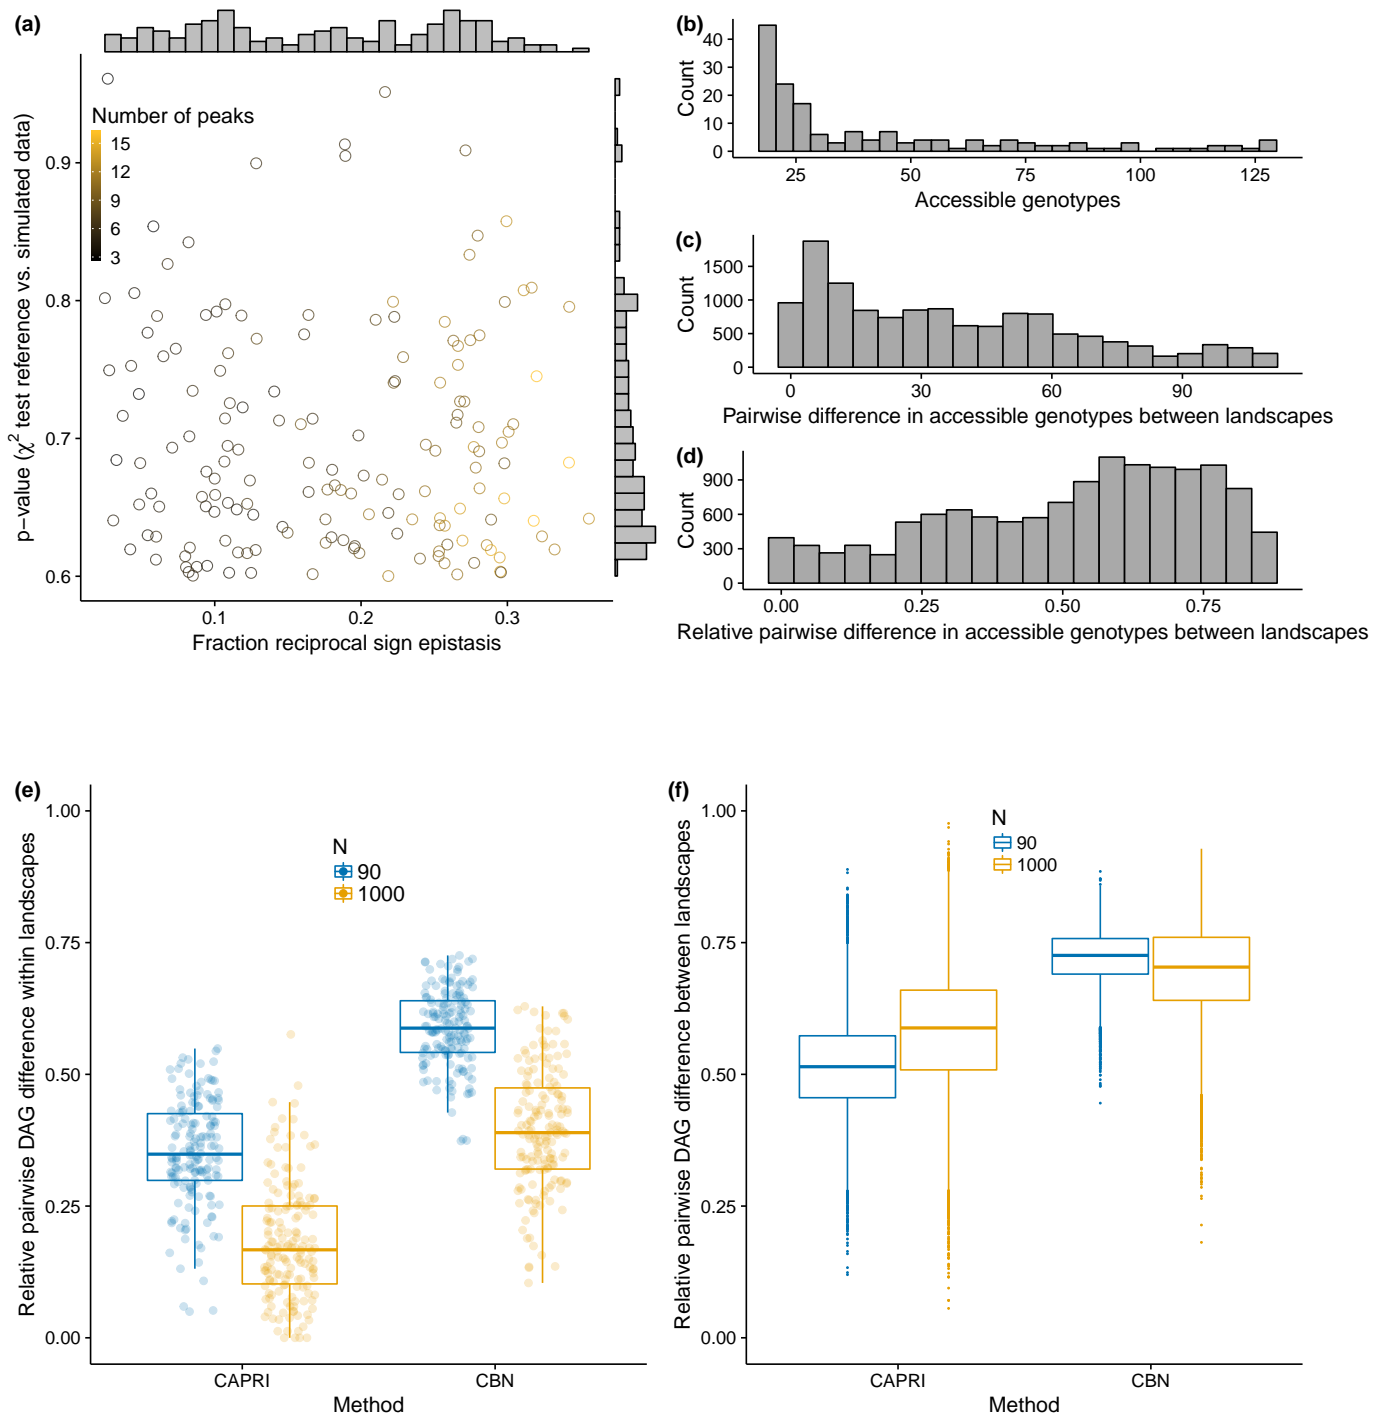 (a)
Number of peaks
15
12
9
6
3
p−value (χ² test reference vs. simulated data)
0.9
0.8
0.7
0.6
0.1 0.2 0.3
Fraction reciprocal sign epistasis
(b)
Count
40
30
20
10
0
25 50 75 100 125
Accessible genotypes
(c)
Count
1500
1000
500
0
0 30 60 90
Pairwise difference in accessible genotypes between landscapes
(d)
Count
900
600
300
0
0.00 0.25 0.50 0.75
Relative pairwise difference in accessible genotypes between landscapes
(e)
Relative pairwise DAG difference within landscapes
1.00
0.75
0.50
0.25
0.00
N
90
1000
CAPRI CBN
Method
(f)
Relative pairwise DAG difference between landscapes
1.00
0.75
0.50
0.25
0.00
N
90
1000
CAPRI CBN
Method